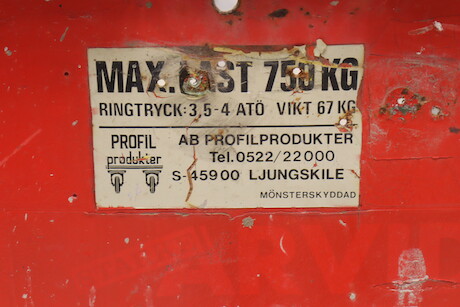 MAX. LAST 750 KG
RINGTRYCK: 3,5-4 ATÖ VIKT 67 KG
PROFIL
produkter
AB PROFILPRODUKTER
Tel. 0522/22000
S-45900 LJUNGSKILE
MÖNSTERSKYDDAD